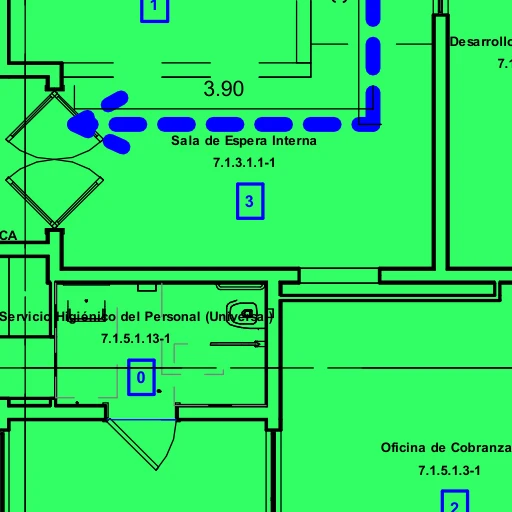 1
Desarrollo
7.1
3.90
Sala de Espera Interna
7.1.3.1.1-1
3
CA
Servicio Higiénico del Personal (Universal)
7.1.5.1.13-1
0
Oficina de Cobranza
7.1.5.1.3-1
2